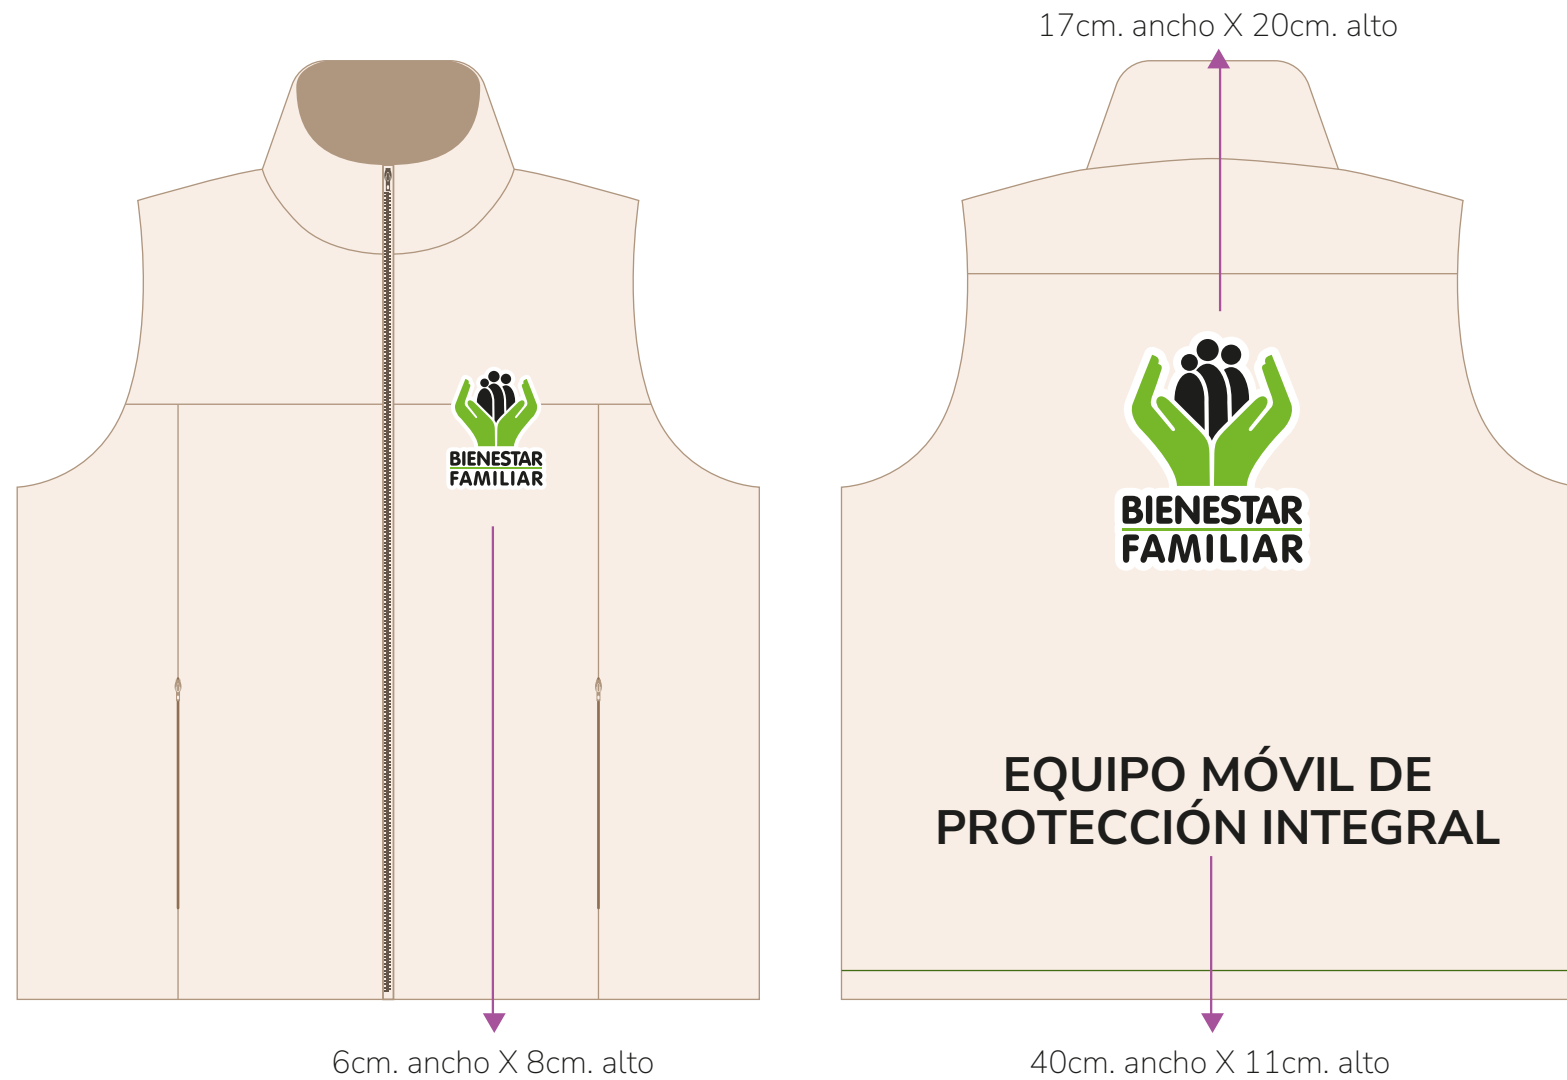 17cm. ancho X 20cm. alto
BIENESTAR
FAMILIAR
BIENESTAR
FAMILIAR
EQUIPO MÓVIL DE
PROTECCIÓN INTEGRAL
6cm. ancho X 8cm. alto
40cm. ancho X 11cm. alto